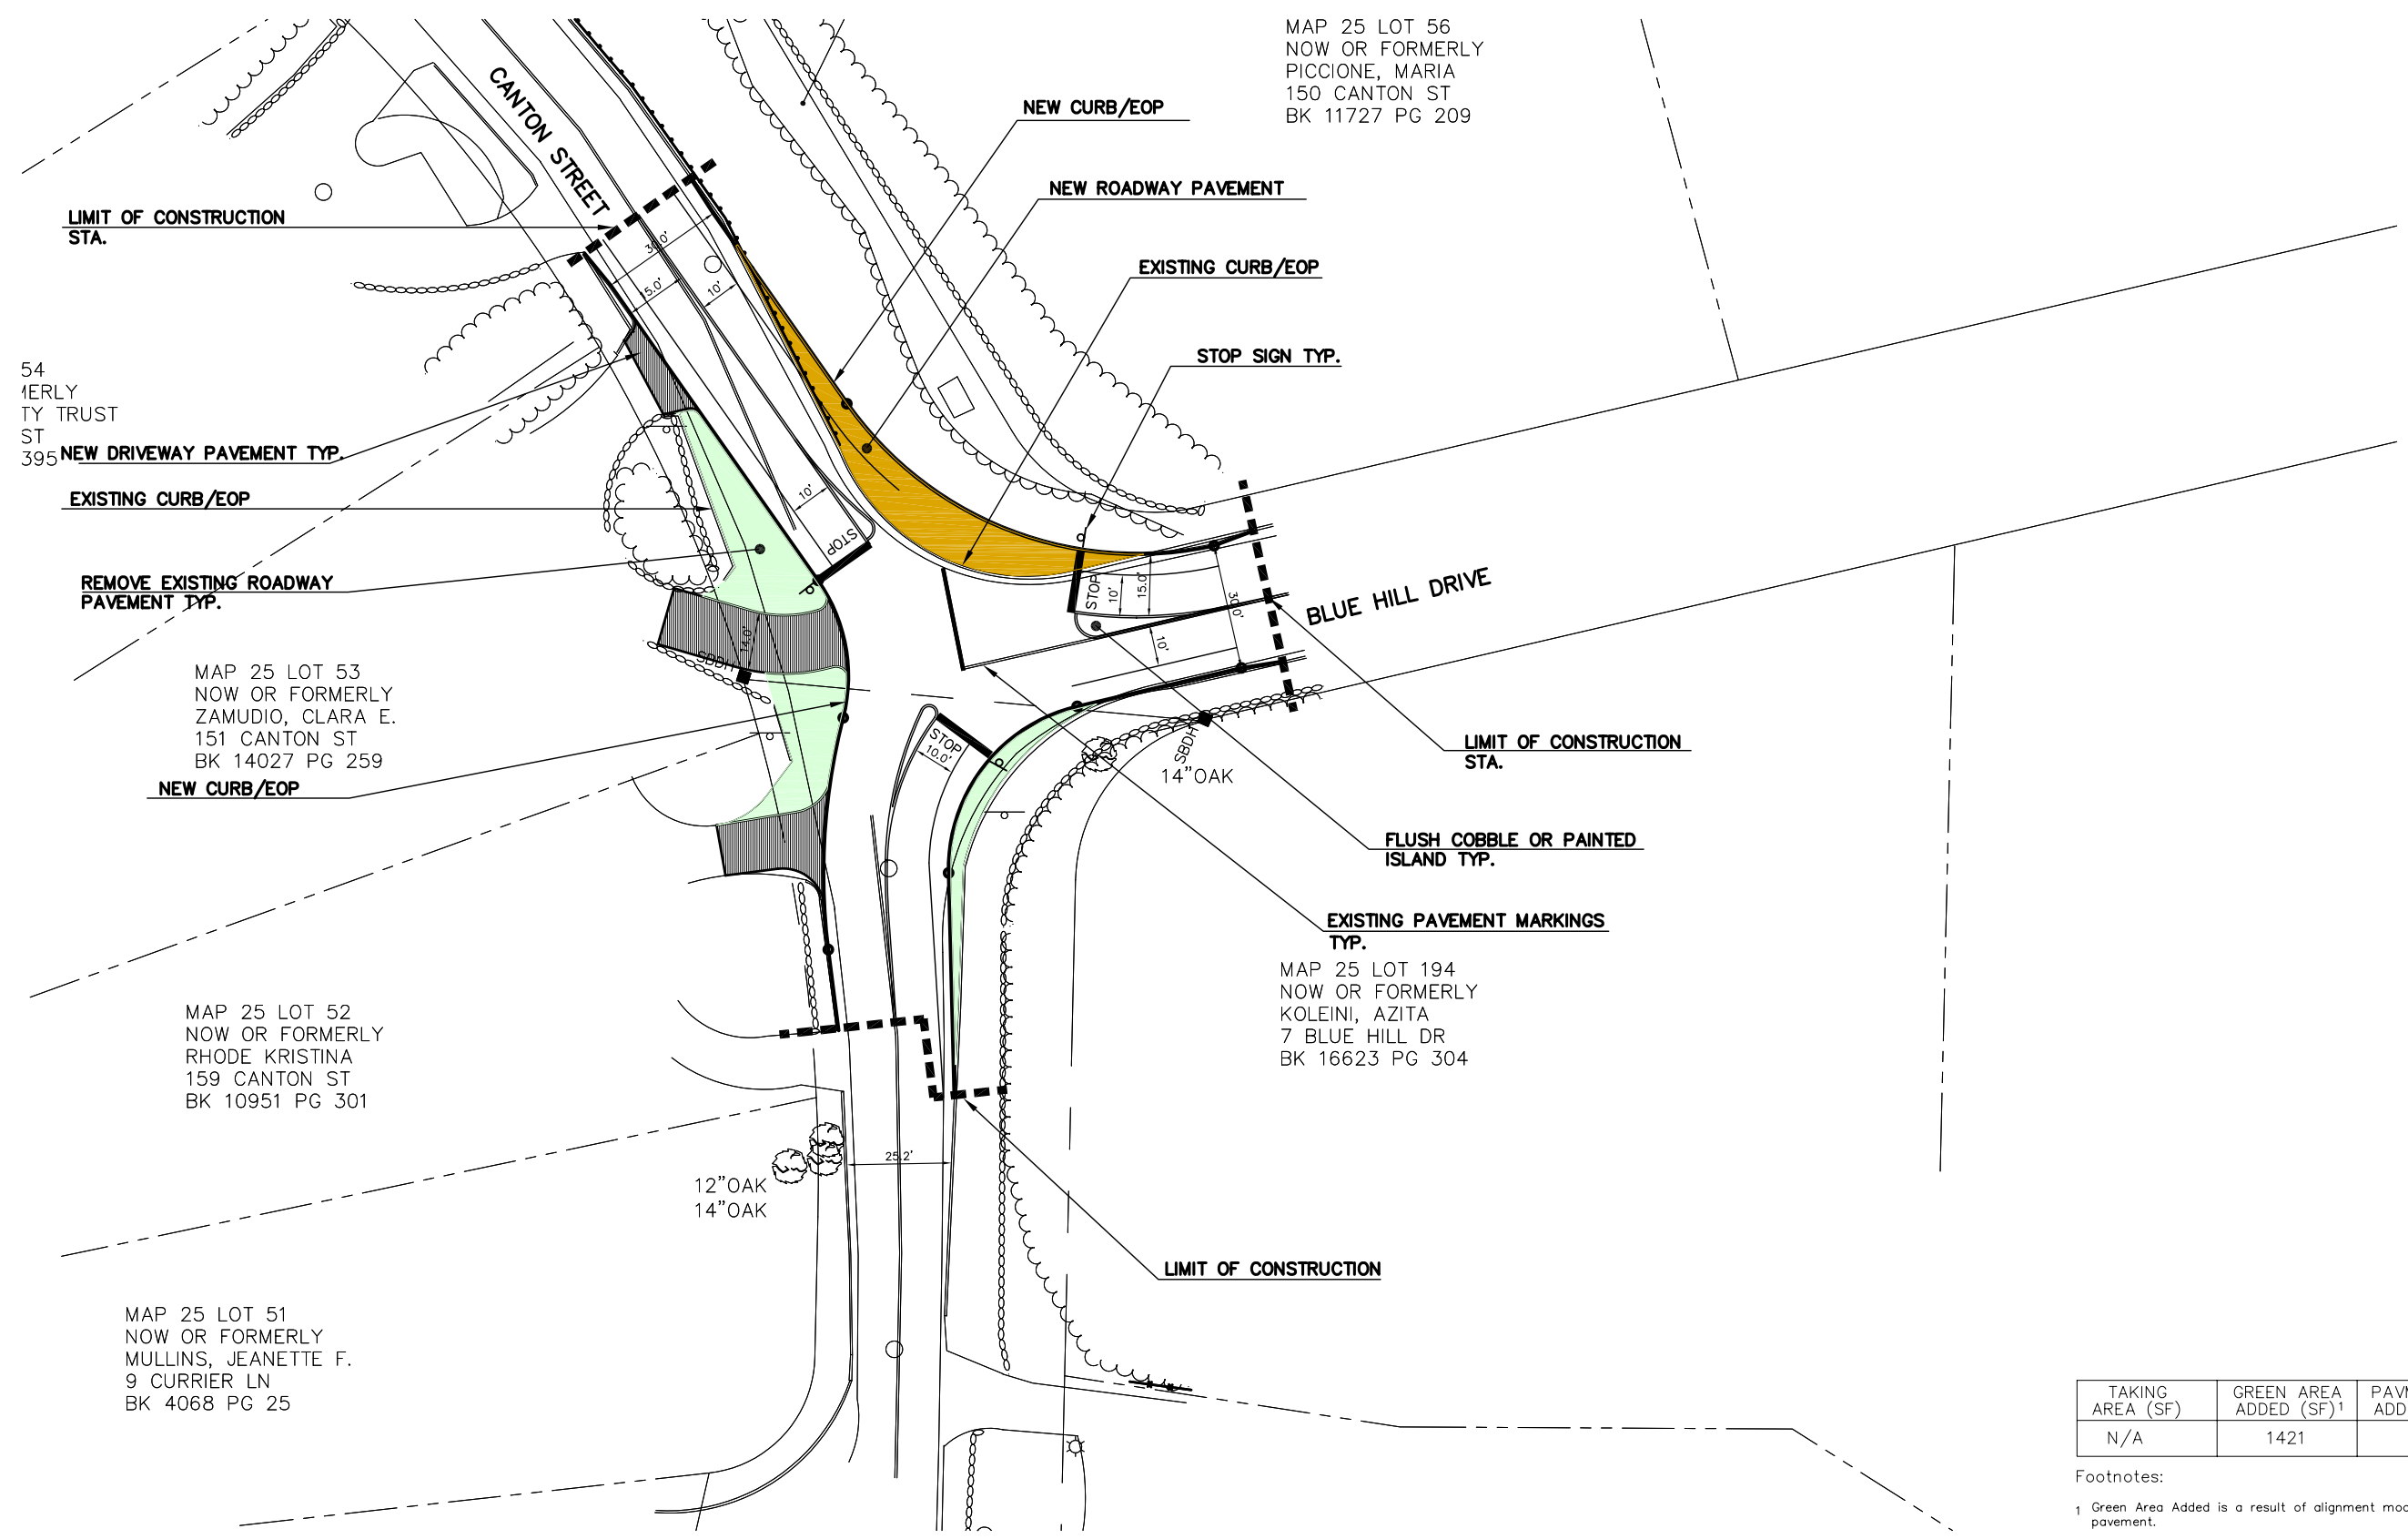 MAP 25 LOT 56
NOW OR FORMERLY
PICCIONE, MARIA
150 CANTON ST
BK 11727 PG 209
CANTON STREET
NEW CURB/EOP
NEW ROADWAY PAVEMENT
LIMIT OF CONSTRUCTION
STA.
30.0'
5.0'
10'
EXISTING CURB/EOP
STOP SIGN TYP.
54
TY TRUST
ST
395
NEW DRIVEWAY PAVEMENT TYP.
EXISTING CURB/EOP
10'
STOP
REMOVE EXISTING ROADWAY
PAVEMENT TYP.
STOP
10'
15.0'
30.0'
10'
BLUE HILL DRIVE
14.0'
SBDH
MAP 25 LOT 53
NOW OR FORMERLY
ZAMUDIO, CLARA E.
151 CANTON ST
BK 14027 PG 259
NEW CURB/EOP
STOP
10.0'
SBDH
14"OAK
LIMIT OF CONSTRUCTION
STA.
FLUSH COBBLE OR PAINTED
ISLAND TYP.
EXISTING PAVEMENT MARKINGS
TYP.
MAP 25 LOT 194
NOW OR FORMERLY
KOLEINI, AZITA
7 BLUE HILL DR
BK 16623 PG 304
MAP 25 LOT 52
NOW OR FORMERLY
RHODE KRISTINA
159 CANTON ST
BK 10951 PG 301
25.2'
12"OAK
14"OAK
LIMIT OF CONSTRUCTION
MAP 25 LOT 51
NOW OR FORMERLY
MULLINS, JEANETTE F.
9 CURRIER LN
BK 4068 PG 25
TAKING
AREA (SF)
GREEN AREA
ADDED (SF)¹
N/A
1421
Footnotes:
1 Green Area Added is a result of alignment
pavement.